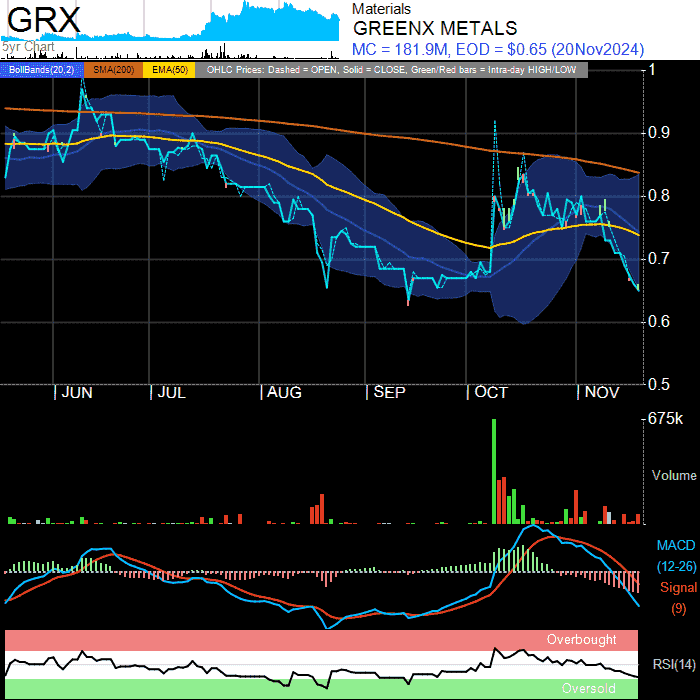 GRX
5yr Chart
Materials
GREENX METALS
MC = 181.9M, EOD = $0.65 (20Nov2024)
BollBands(20,2) SMA(200) EMA(50) OHLC Prices: Dashed = OPEN, Solid = CLOSE, Green/Red bars = Intra-day HIGH/LOW
1
0.9
0.8
0.7
0.6
0.5
JUN JUL AUG SEP OCT NOV
675k
Volume
MACD
(12-26)
Signal
(9)
Overbought
RSI(14)
Oversold